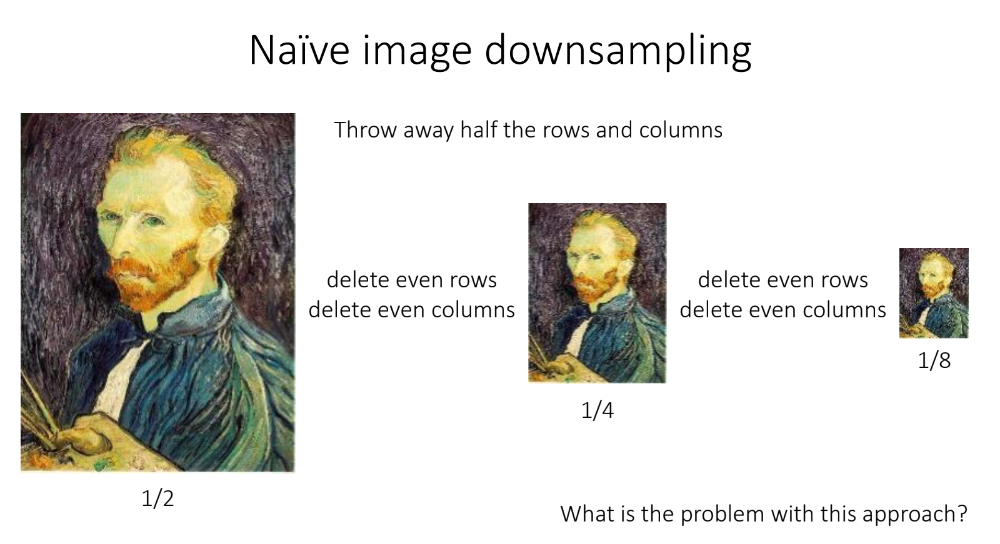 Naïve image downsampling
Throw away half the rows and columns
delete even rows
delete even columns
delete even rows
delete even columns
1/8
1/4
1/2
What is the problem with this approach?